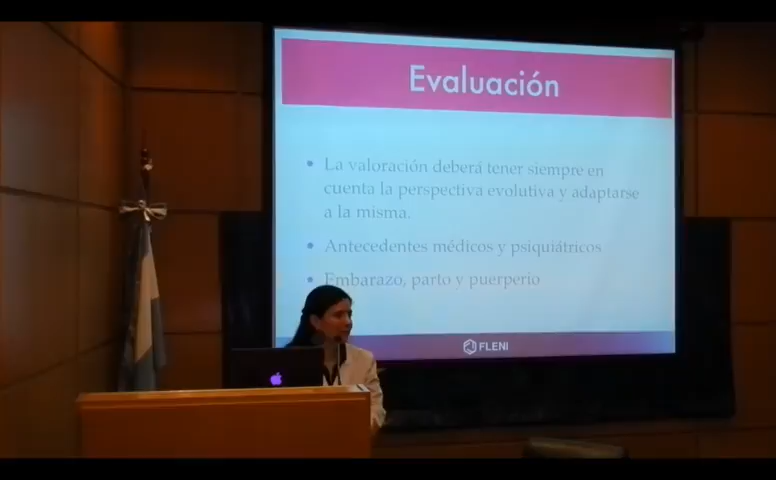 Evaluación
• La valoración deberá tener siempre en
cuenta la perspectiva evolutiva y adaptarse
a la misma.
• Antecedentes médicos y psiquiátricos
• Embarazo, parto y puerperio
FLENI